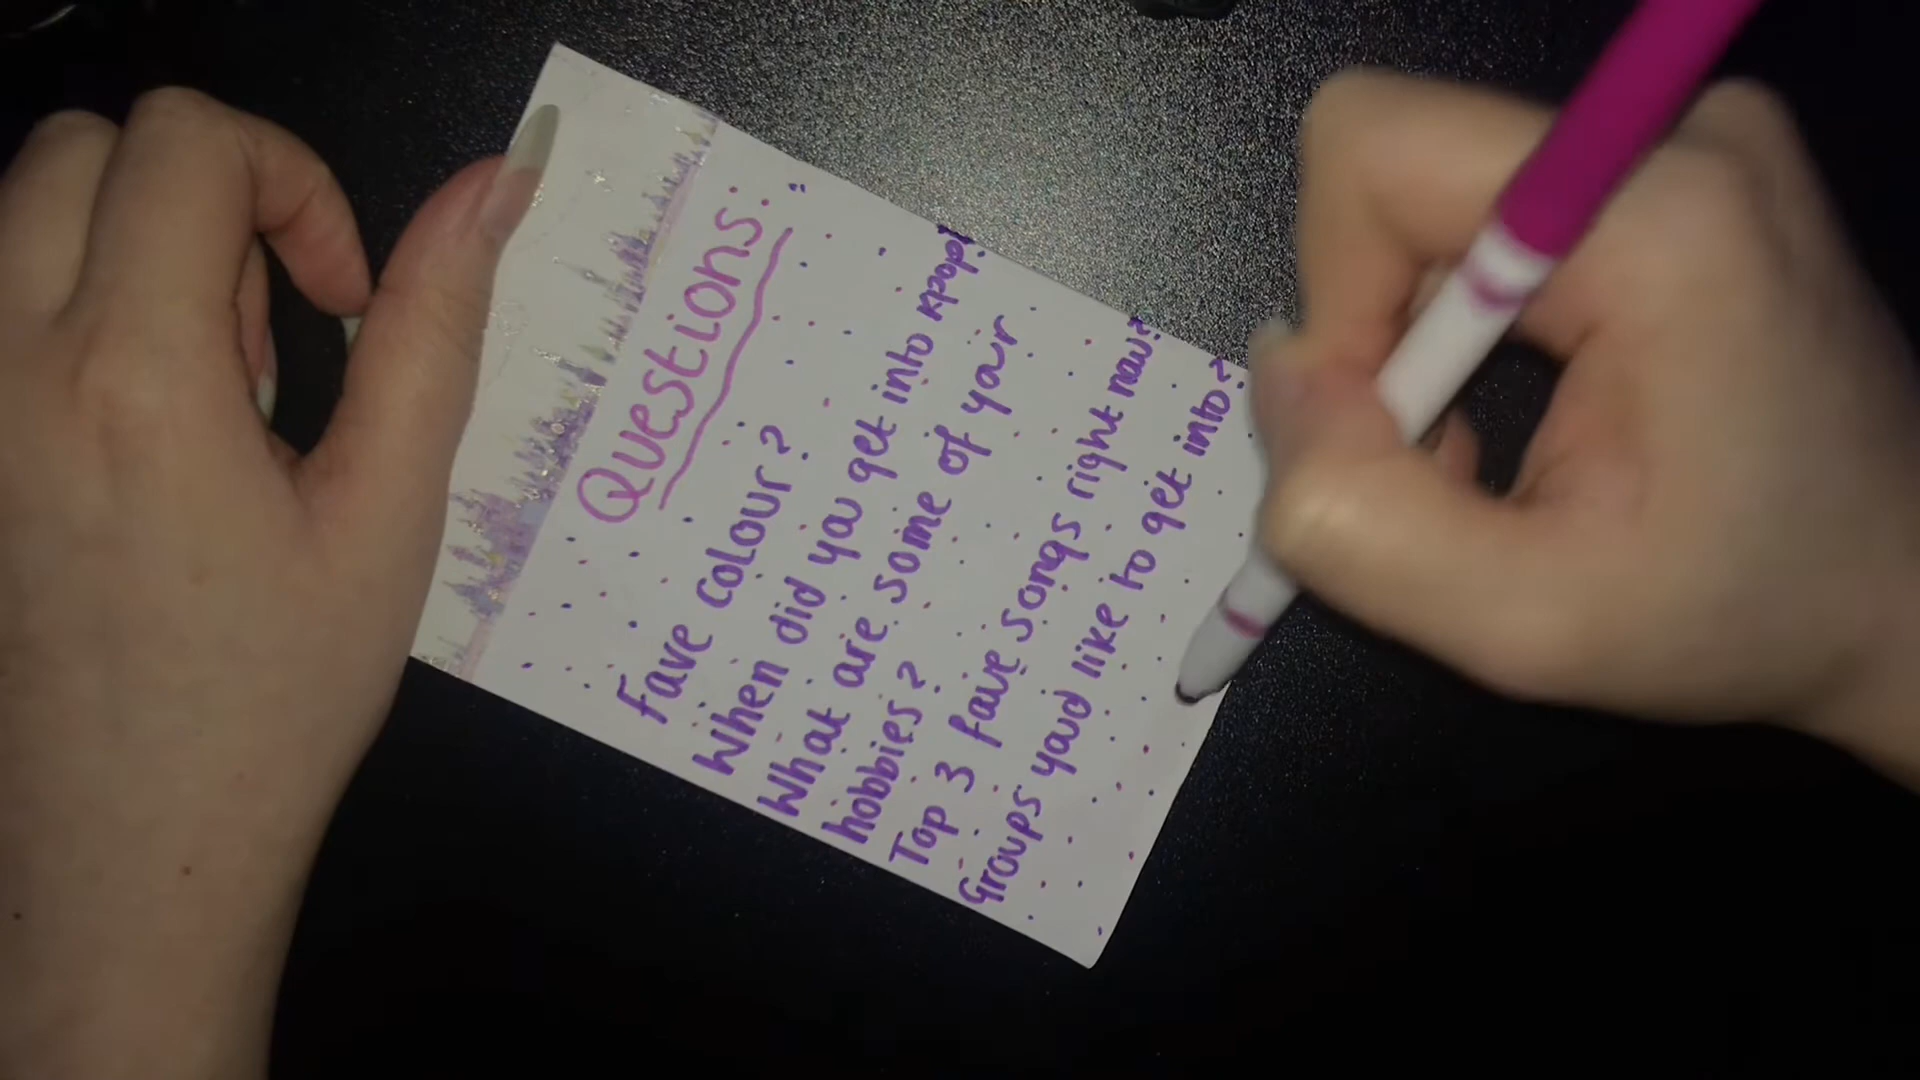 Questions:
Fave colour?
When did you get into kpop?
What are some of your
hobbies?
Top 3 fave songs right now?
Groups youd like to get into?